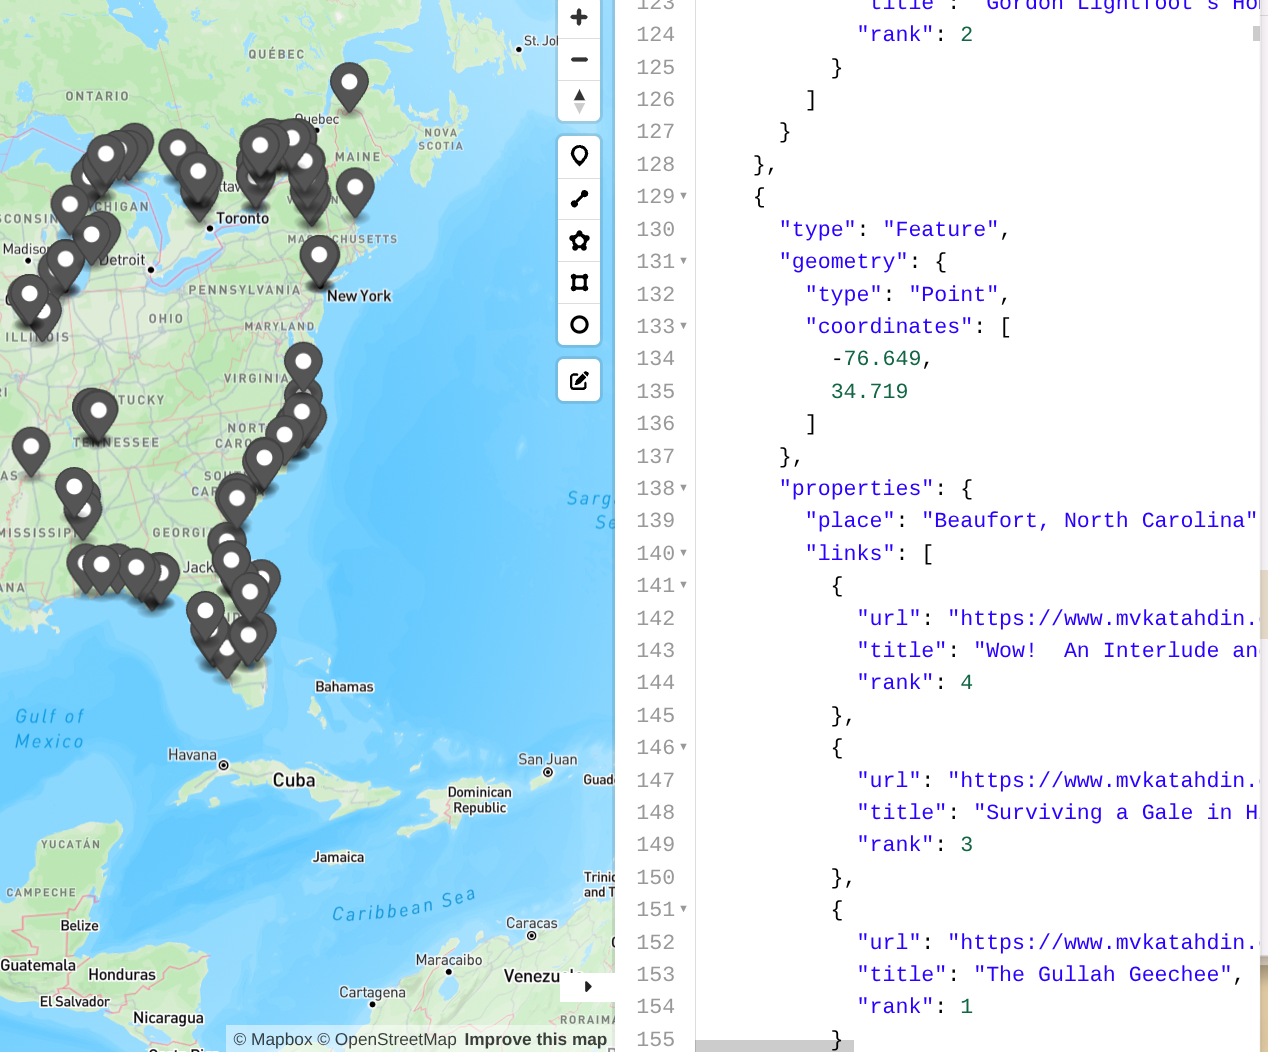 QUÉBEC
St. Jo
ONTARIO
Quebec
NOVA
SCOTIA
MAINE
ttaw
CHIGAN
SCONSIN
Toronto
MAS CHUSETTS
Madiso
Detroit
PENNSYLVANIA
New York
OHIO
MARYLAND
ILLINOIS
VIRGINIA
TUCKY
NORT
CARO
TENNESSEE
AS
SOU
CAR
Sarg
Se
MISSISSIPP
GEORGI
Jack
ANA
Bahamas
Gulf of
Mexico
Havana
San Juan
Cuba
Guad
Dominican
Republic
YUCATÁN
Jamaica
CAMPECHE
Trinid
and T
Caribbean Sea
Belize
Caracas
Guatemala
Honduras
Maracaibo
Venezu
El Salvador
Cartagena
Nicaragua
RORAIMA
© Mapbox © OpenStreetMap Improve this map
123 "title": "Gordon Lightfoot's Ho
124 "rank": 2
125 }
126 ]
127 }
128 },
129 {
130 "type": "Feature",
131 "geometry": {
132 "type": "Point",
133 "coordinates": [
134 -76.649,
135 34.719
136 ]
137 },
138 "properties": {
139 "place": "Beaufort, North Carolina"
140 "links": [
141 {
142 "url": "https://www.mvkatahdin.
143 "title": "Wow!  An Interlude an
144 "rank": 4
145 },
146 {
147 "url": "https://www.mvkatahdin.
148 "title": "Surviving a Gale in H
149 "rank": 3
150 },
151 {
152 "url": "https://www.mvkatahdin.
153 "title": "The Gullah Geechee",
154 "rank": 1
155 }